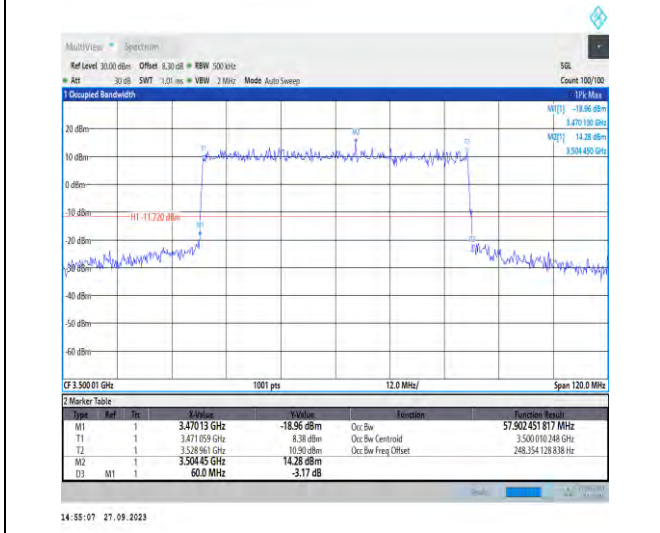 MultiView Spectrum
Ref Level 30.00 dBm Offset 8.30 dB RBW 500 kHz SGL
Att 30 dB SWT 1.01 ms VBW 2 MHz Mode Auto Sweep Count 100/100
1 Occupied Bandwidth 1Pk Max
M1[1] -18.96 dBm
3.470 130 GHz
M2[1] 14.28 dBm
3.504 450 GHz
20 dBm
M2
T1
T2
10 dBm
0 dBm
-10 dBm
H1 -11.720 dBm
M1
-20 dBm
D3
-30 dBm
-40 dBm
-50 dBm
-60 dBm
CF 3.500 01 GHz 1001 pts 12.0 MHz/ Span 120.0 MHz
2 Marker Table
Type Ref Trc X-Value Y-Value Function Function Result
M1 1 3.470 13 GHz -18.96 dBm Occ Bw 57.902 451 817 MHz
T1 1 3.471 059 GHz 8.38 dBm Occ Bw Centroid 3.500 010 248 GHz
T2 1 3.528 961 GHz 10.90 dBm Occ Bw Freq Offset 248.354 128 838 Hz
M2 1 3.504 45 GHz 14.28 dBm
D3 M1 1 60.0 MHz -3.17 dB
14:55:07 27.09.2023